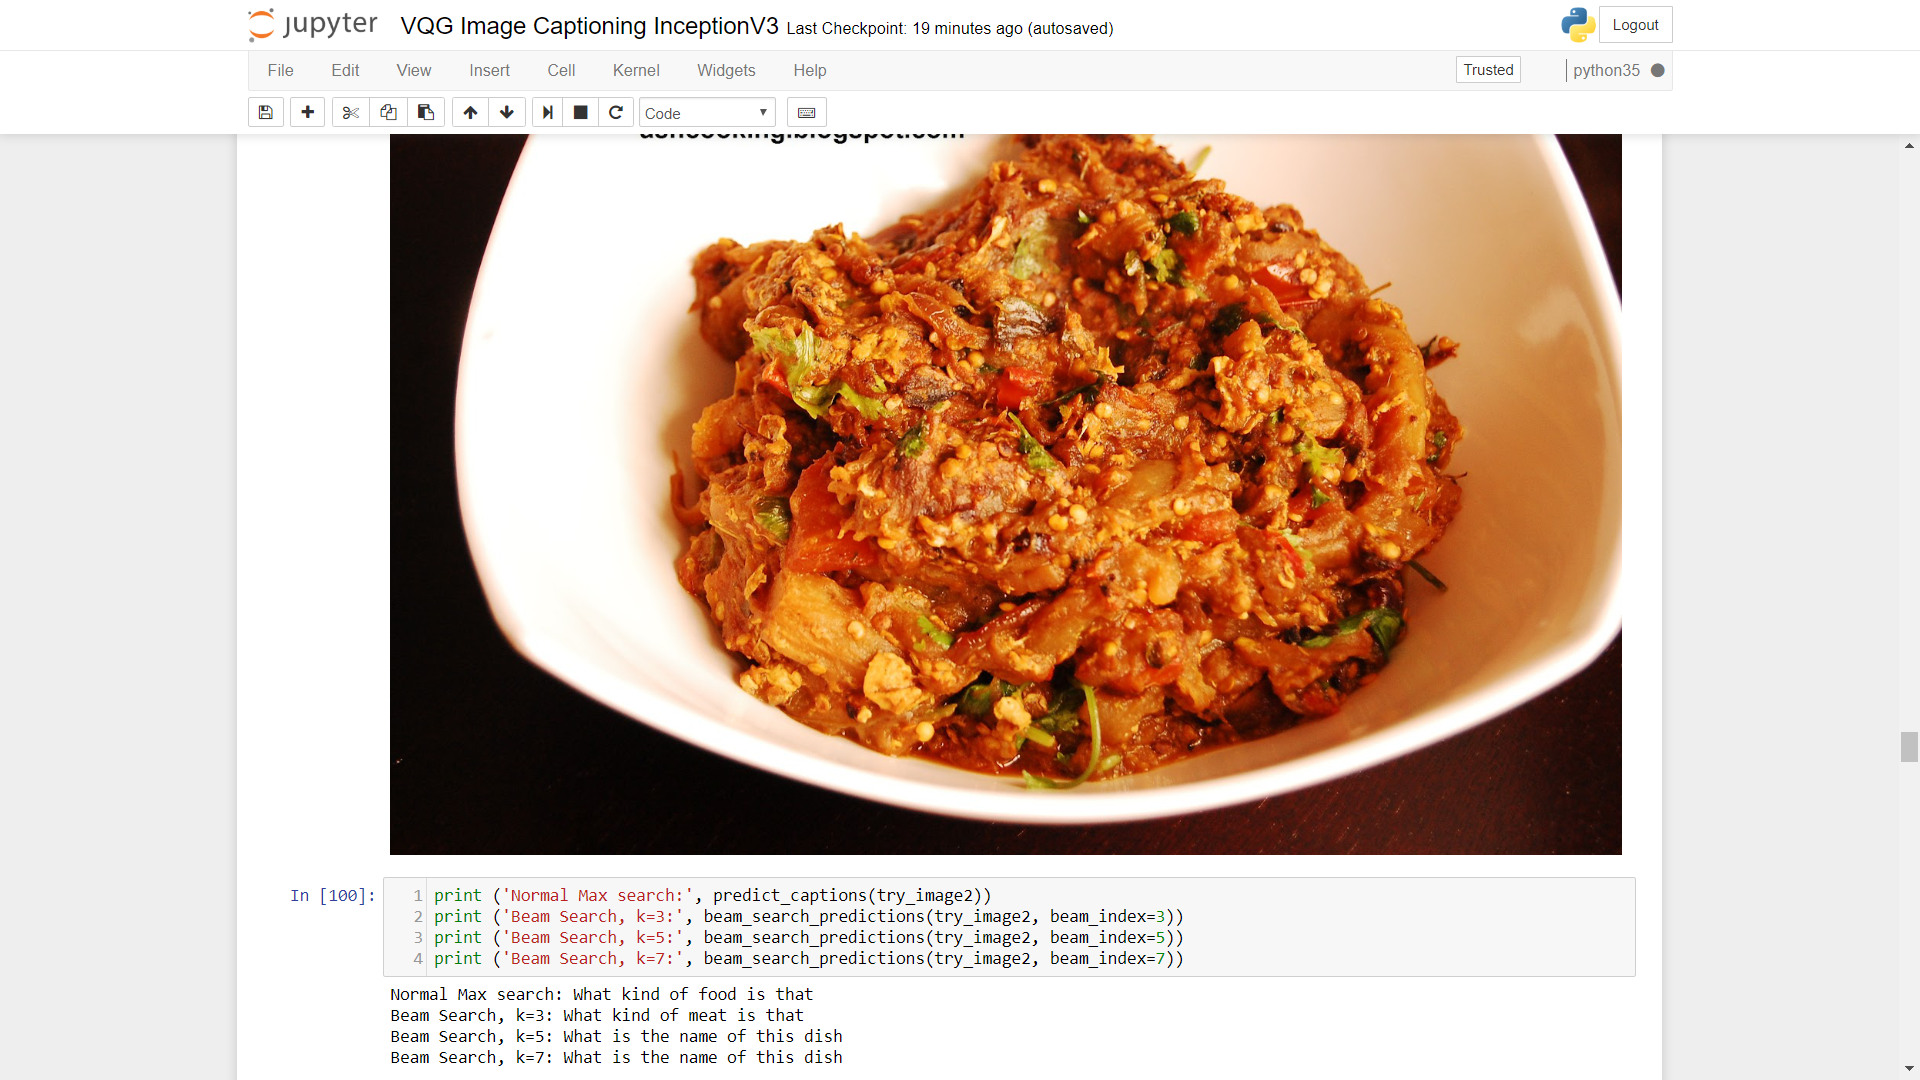 jupyter VQG Image Captioning InceptionV3 Last Checkpoint: 19 minutes ago (autosaved) Logout
File Edit View Insert Cell Kernel Widgets Help Trusted python35
Code
ashcooking.blogspot.com
In [100]:
1 print ('Normal Max search:', predict_captions(try_image2))
2 print ('Beam Search, k=3:', beam_search_predictions(try_image2, beam_index=3))
3 print ('Beam Search, k=5:', beam_search_predictions(try_image2, beam_index=5))
4 print ('Beam Search, k=7:', beam_search_predictions(try_image2, beam_index=7))
Normal Max search: What kind of food is that
Beam Search, k=3: What kind of meat is that
Beam Search, k=5: What is the name of this dish
Beam Search, k=7: What is the name of this dish